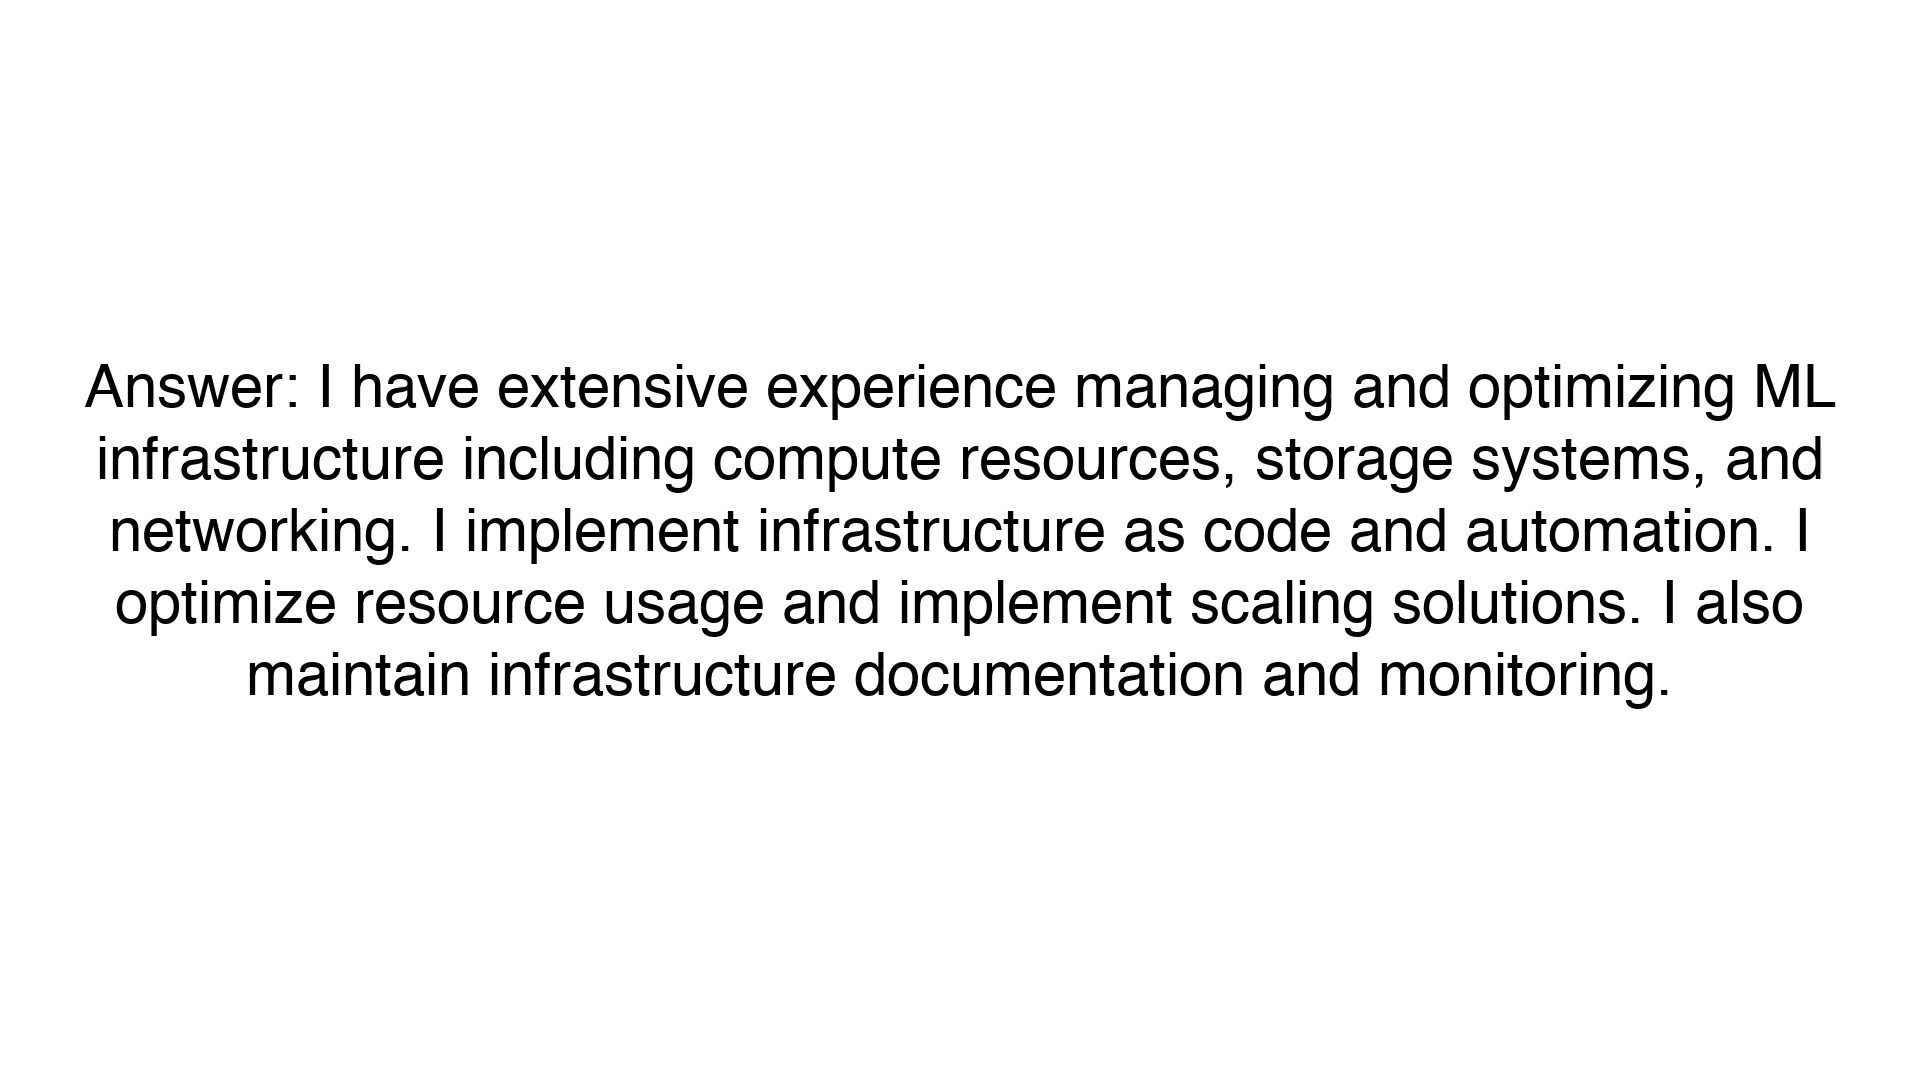 Answer: I have extensive experience managing and optimizing ML
infrastructure including compute resources, storage systems, and
networking. I implement infrastructure as code and automation. I
optimize resource usage and implement scaling solutions. I also
maintain infrastructure documentation and monitoring.